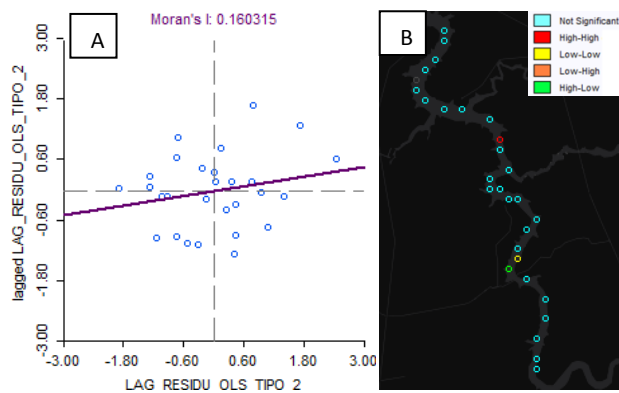 Moran's I: 0.160315
A
3.00
1.80
0.60
-0.60
-1.80
-3.00
lagged LAG_RESIDU_OLS_TIPO_2
-3.00 -1.80 -0.60 0.60 1.80 3.00
LAG_RESIDU_OLS_TIPO_2
B
Not Significant
High-High
Low-Low
Low-High
High-Low